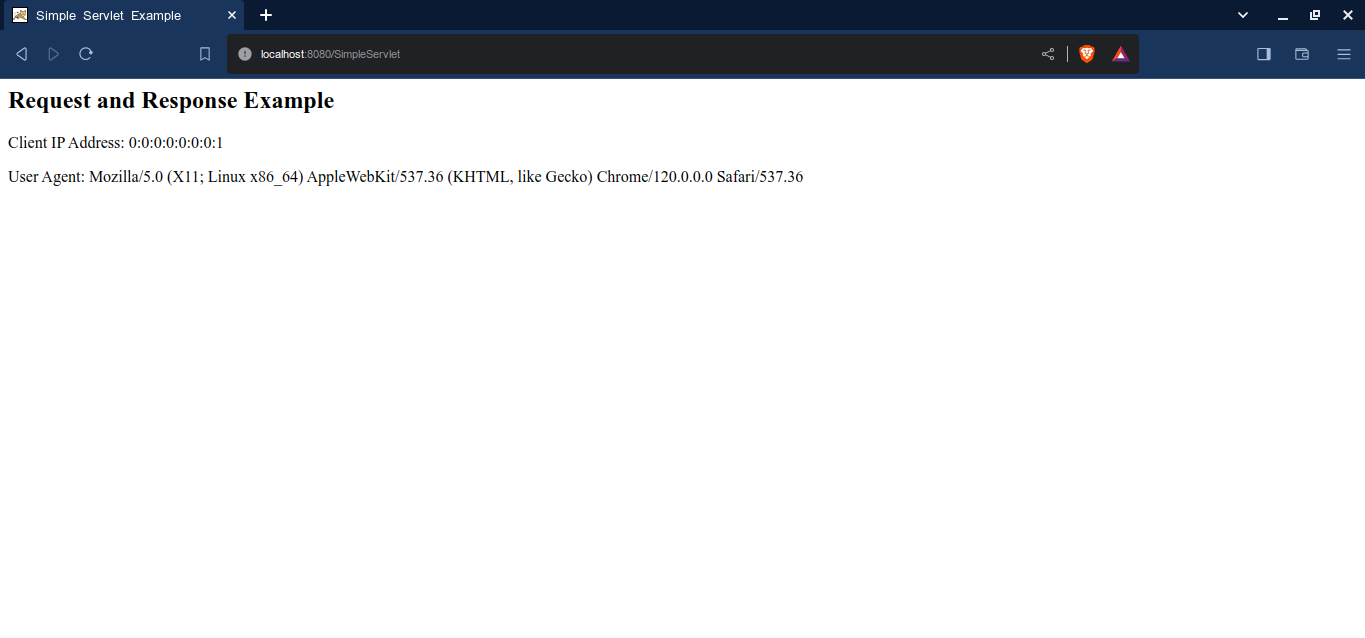 Simple Servlet Example
localhost:8080/SimpleServlet
Request and Response Example
Client IP Address: 0:0:0:0:0:0:0:1
User Agent: Mozilla/5.0 (X11; Linux x86_64) AppleWebKit/537.36 (KHTML, like Gecko) Chrome/120.0.0.0 Safari/537.36